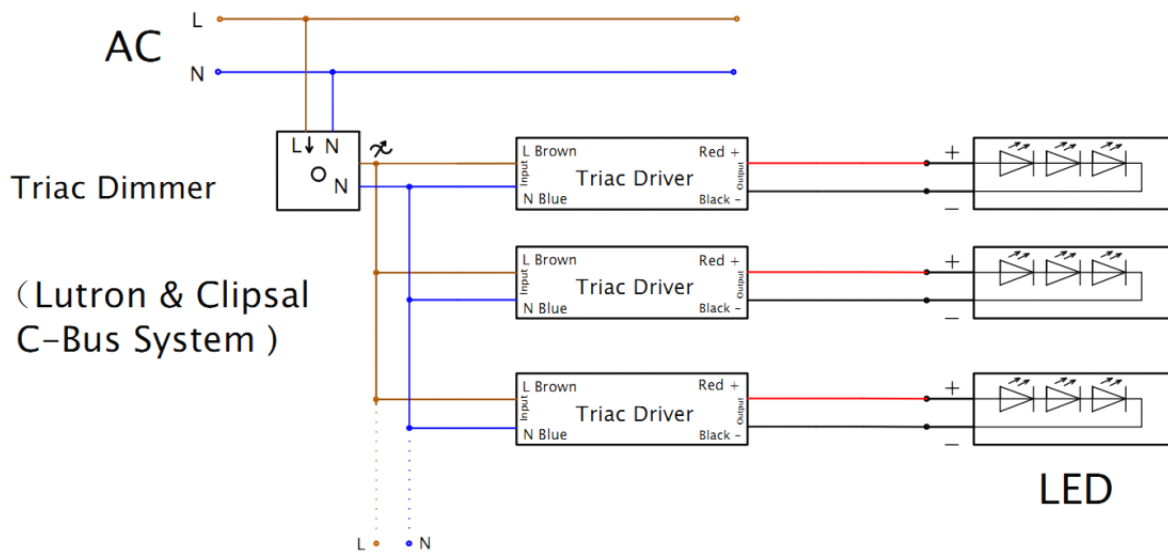 L
AC
N
L N
N
Triac Dimmer
(Lutron & Clipsal
C-Bus System )
L Brown
Input
N Blue
Triac Driver
Red +
Output
Black -
+
−
L Brown
Input
N Blue
Triac Driver
Red +
Output
Black -
+
−
L Brown
Input
N Blue
Triac Driver
Red +
Output
Black -
+
−
LED
L
N